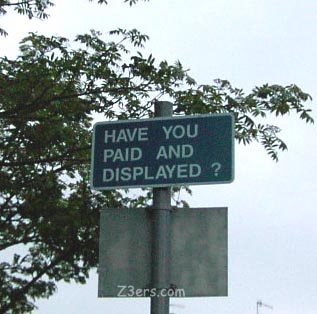 HAVE YOU
PAID AND
DISPLAYED ?
Z3ers.com